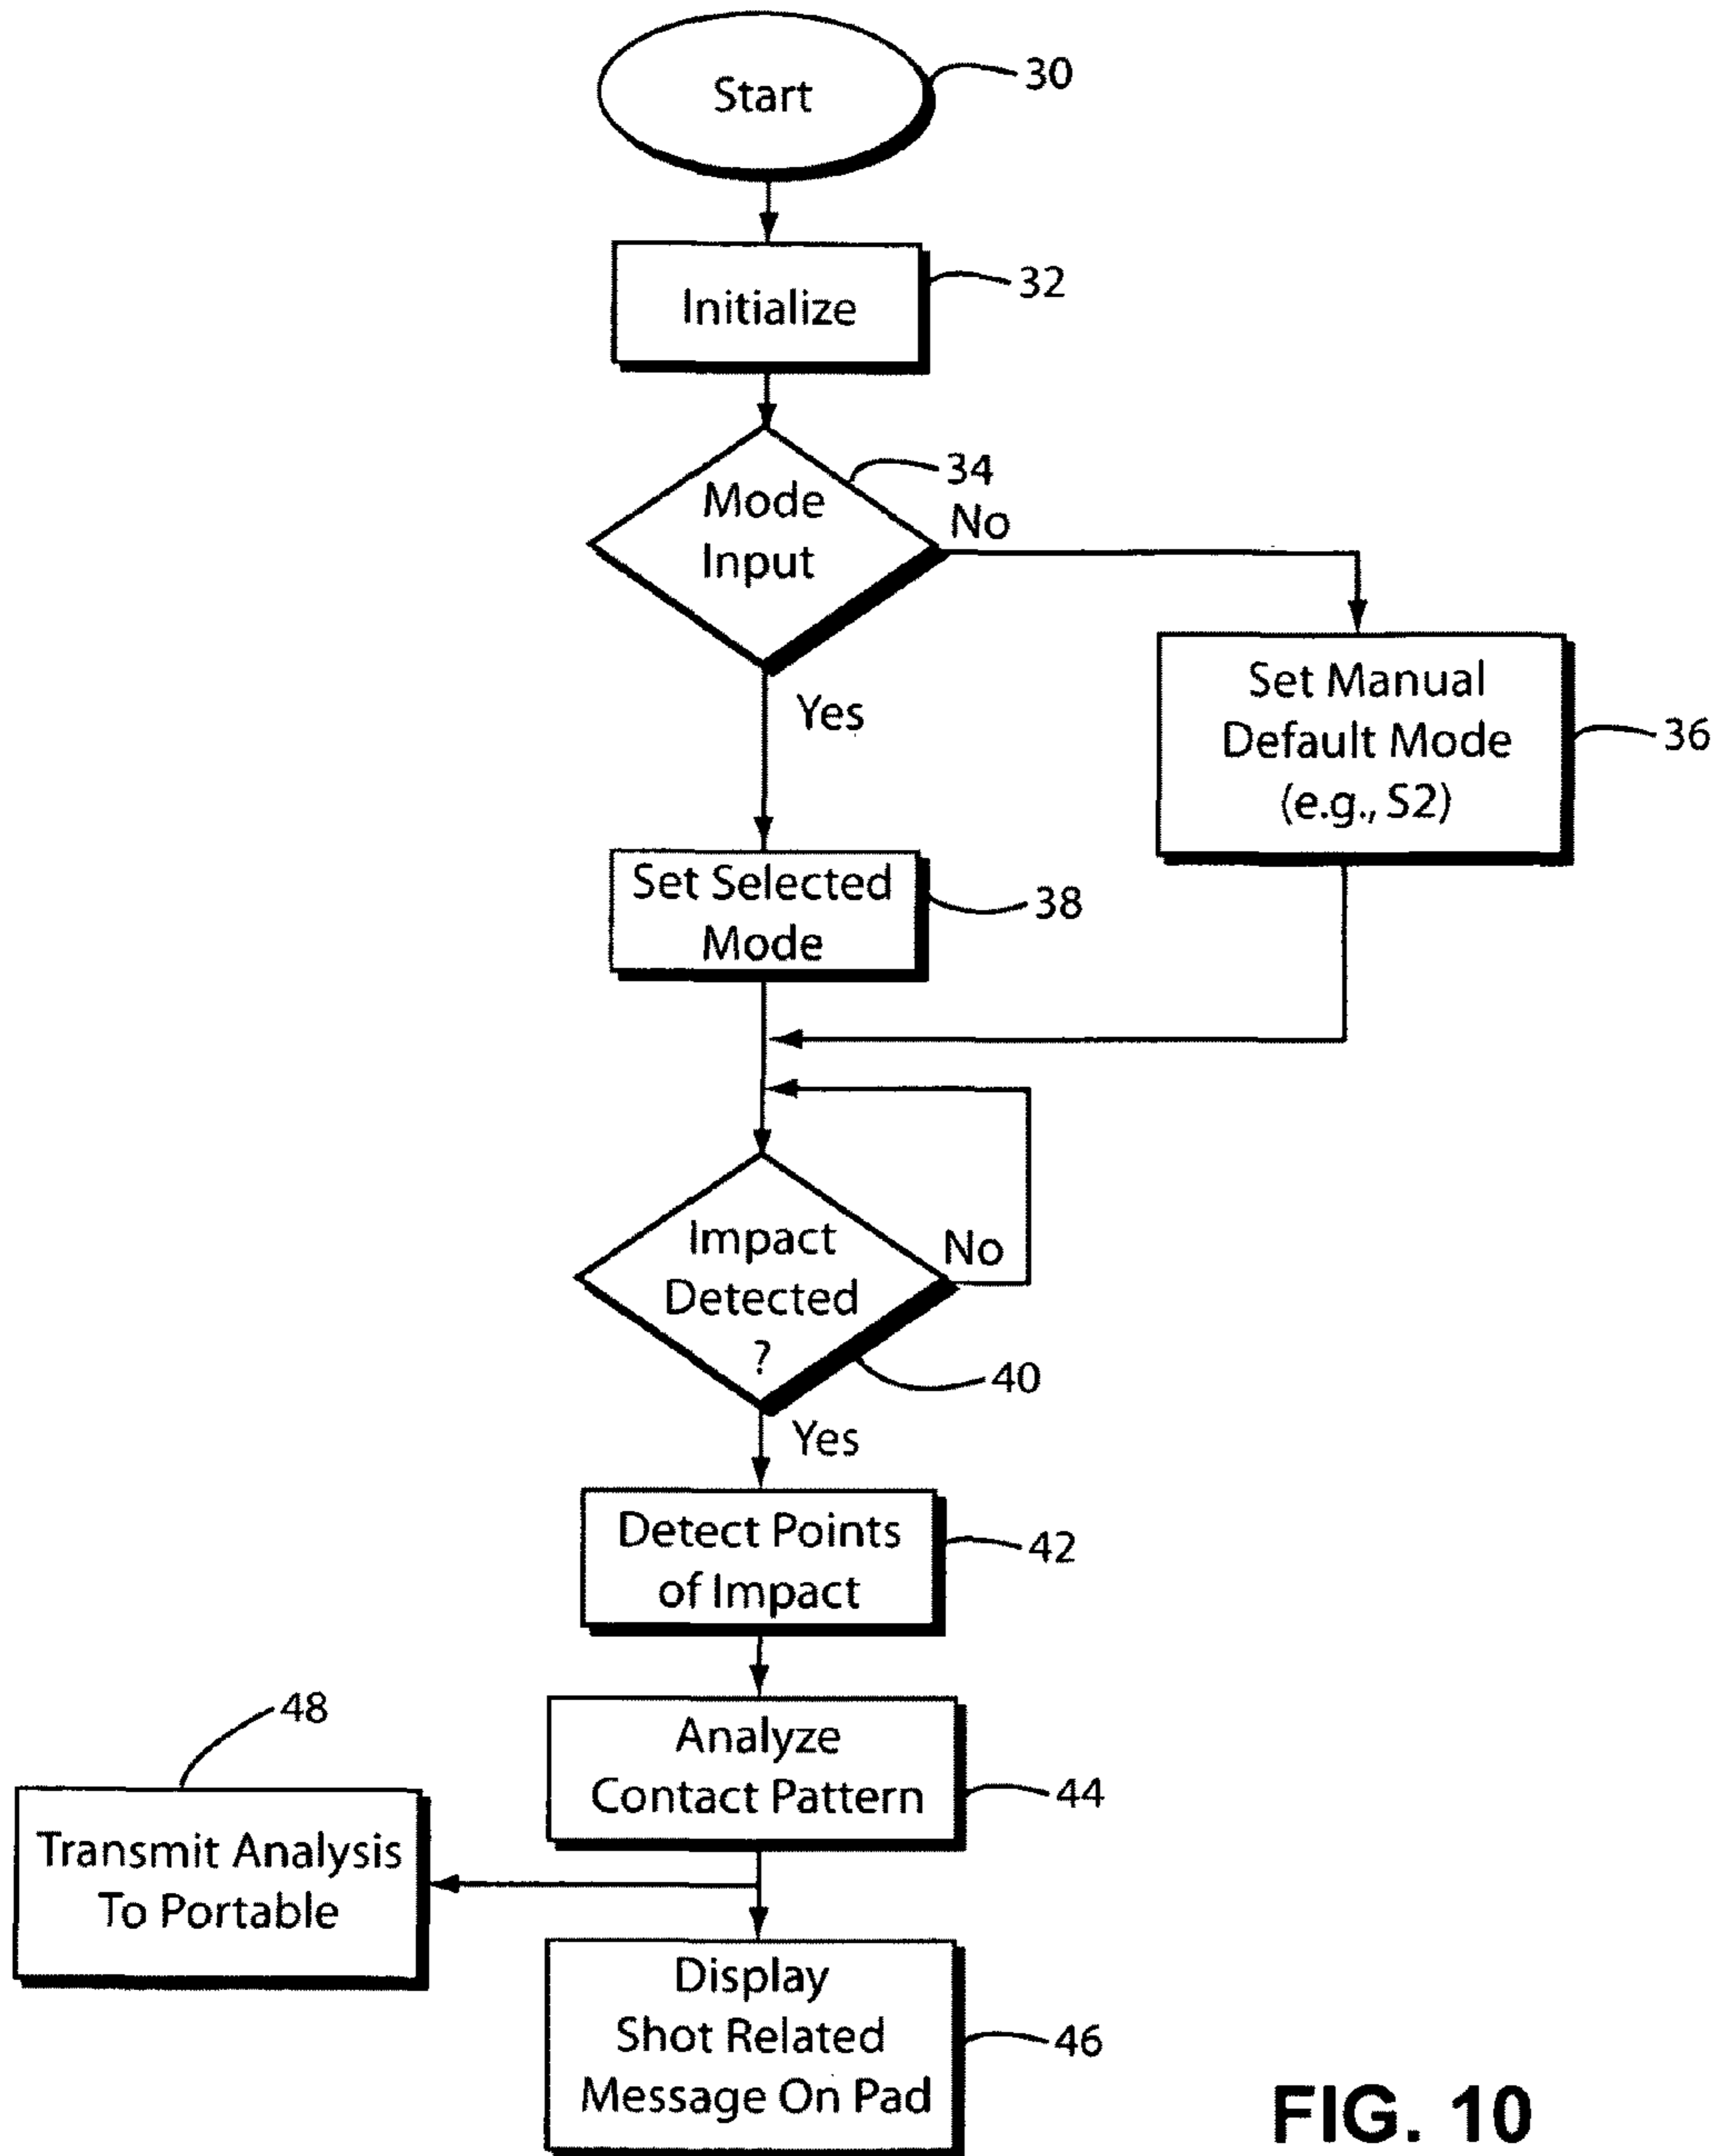 Start
30
Initialize
32
Mode
Input
34
No
Yes
Set Manual
Default Mode
(e.g., S2)
36
Set Selected
Mode
38
Impact
Detected
?
No
40
Yes
Detect Points
of Impact
42
Analyze
Contact Pattern
44
48
Transmit Analysis
To Portable
Display
Shot Related
Message On Pad
46
FIG. 10